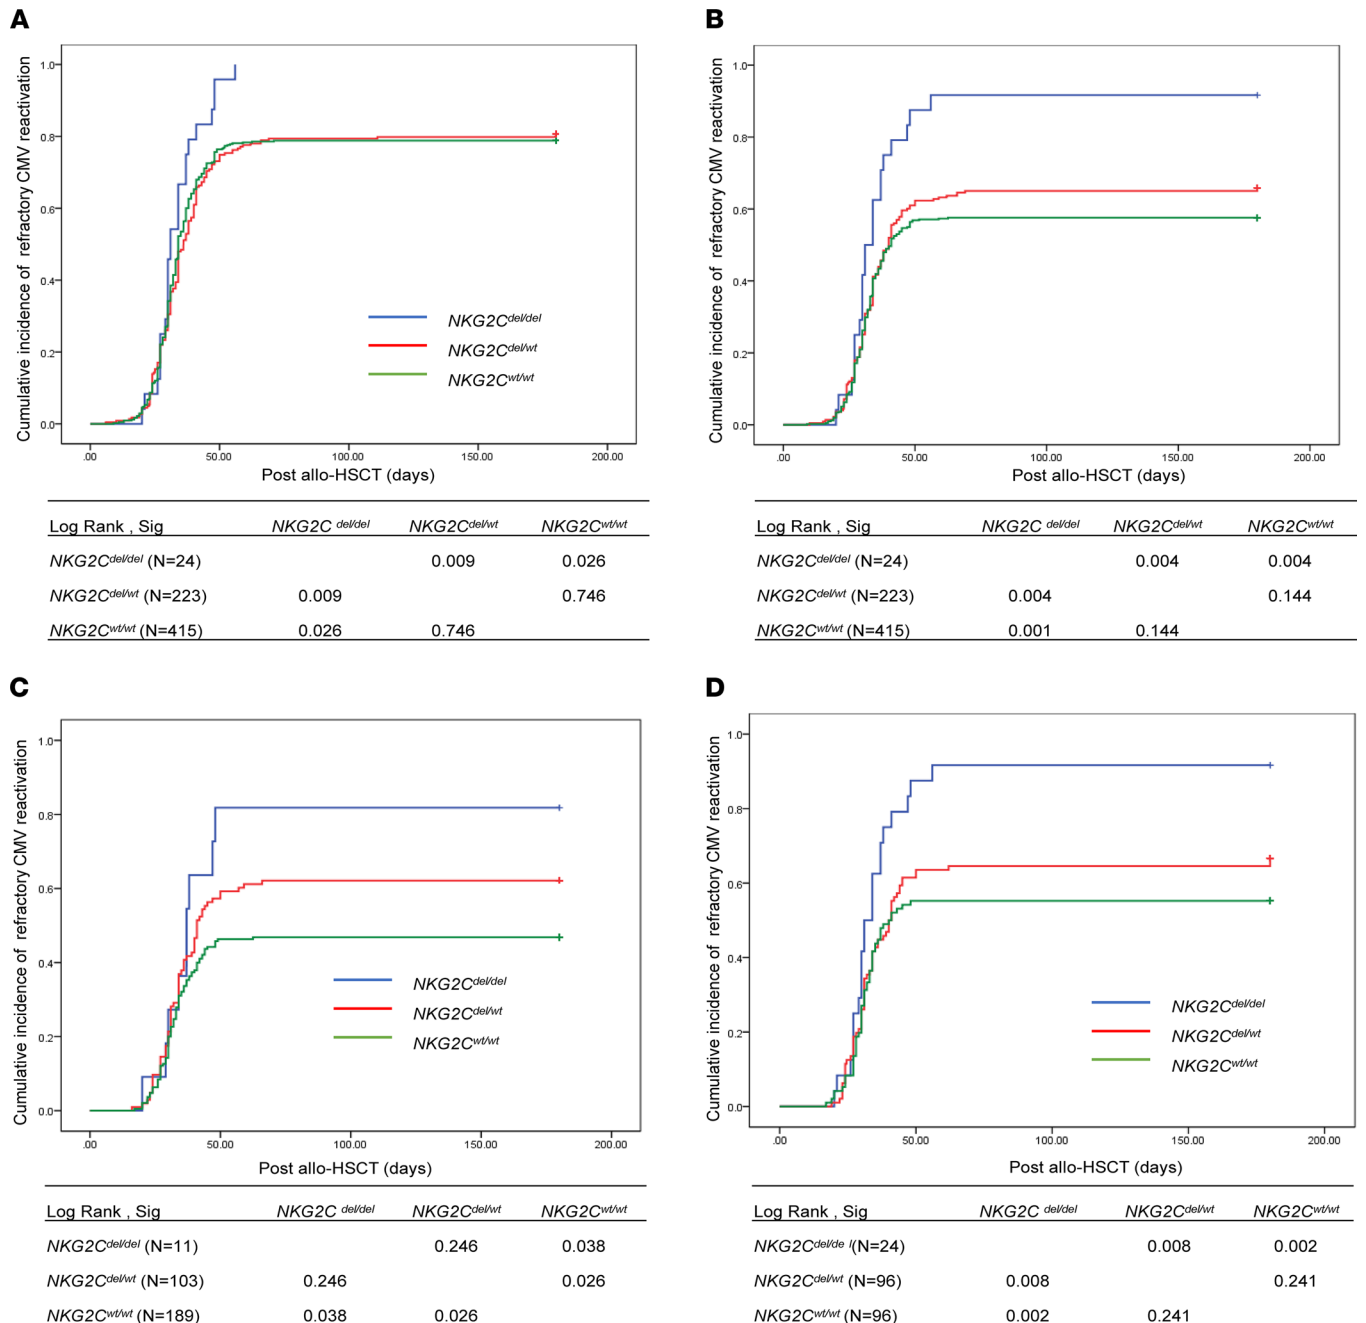 A
Cumulative incidence of refractory CMV reactivation
1.0
0.8
0.6
0.4
0.2
0.0
.00 50.00 100.00 150.00 200.00
Post allo-HSCT (days)
NKG2Cdel/del
NKG2Cdel/wt
NKG2Cwt/wt
Log Rank , Sig NKG2C del/del NKG2Cdel/wt NKG2Cwt/wt
NKG2Cdel/del (N=24) 0.009 0.026
NKG2Cdel/wt (N=223) 0.009 0.746
NKG2Cwt/wt (N=415) 0.026 0.746
B
Cumulative incidence of refractory CMV reactivation
1.0
0.8
0.6
0.4
0.2
0.0
.00 50.00 100.00 150.00 200.00
Post allo-HSCT (days)
Log Rank , Sig NKG2C del/del NKG2Cdel/wt NKG2Cwt/wt
NKG2Cdel/del (N=24) 0.004 0.004
NKG2Cdel/wt (N=223) 0.004 0.144
NKG2Cwt/wt (N=415) 0.001 0.144
C
Cumulative incidence of refractory CMV reactivation
1.0
0.8
0.6
0.4
0.2
0.0
.00 50.00 100.00 150.00 200.00
Post allo-HSCT (days)
NKG2Cdel/del
NKG2Cdel/wt
NKG2Cwt/wt
Log Rank , Sig NKG2C del/del NKG2Cdel/wt NKG2Cwt/wt
NKG2Cdel/del (N=11) 0.246 0.038
NKG2Cdel/wt (N=103) 0.246 0.026
NKG2Cwt/wt (N=189) 0.038 0.026
D
Cumulative incidence of refractory CMV reactivation
1.0
0.8
0.6
0.4
0.2
0.0
.00 50.00 100.00 150.00 200.00
Post allo-HSCT (days)
NKG2Cdel/del
NKG2Cdel/wt
NKG2Cwt/wt
Log Rank , Sig NKG2C del/del NKG2Cdel/wt NKG2Cwt/wt
NKG2Cdel/de l(N=24) 0.008 0.002
NKG2Cdel/wt (N=96) 0.008 0.241
NKG2Cwt/wt (N=96) 0.002 0.241